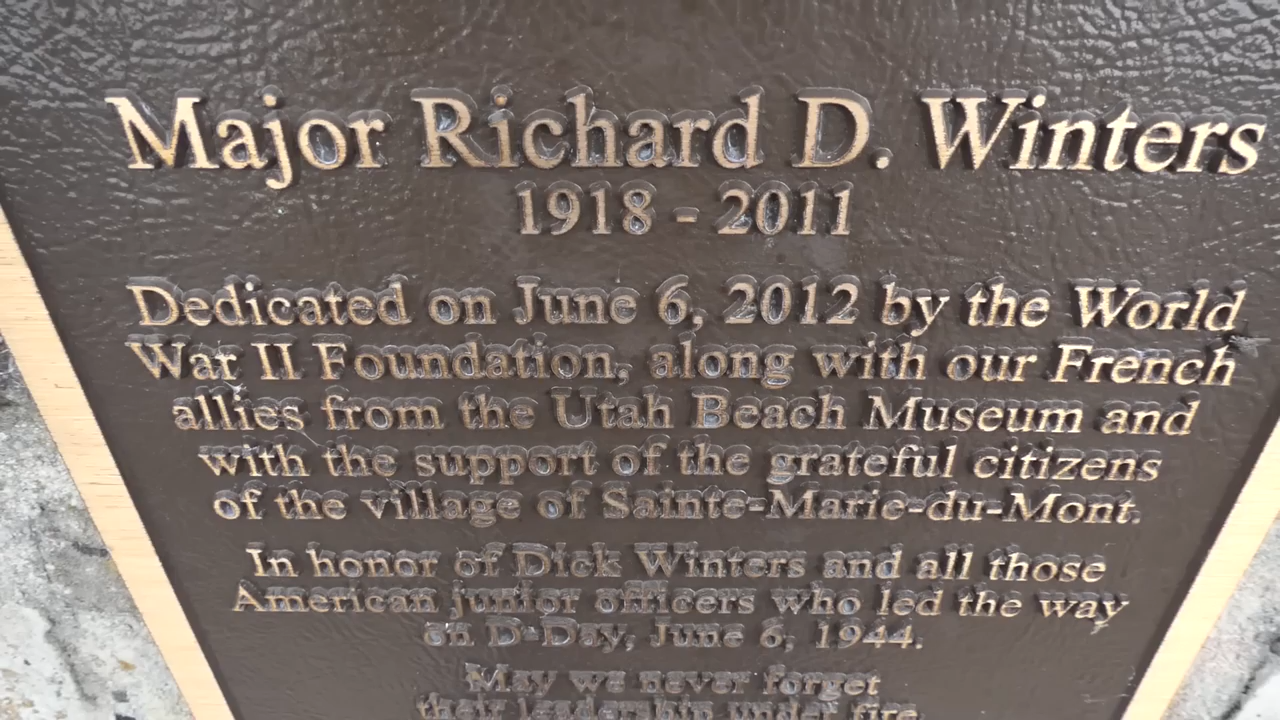 Major Richard D. Winters
1918 - 2011
Dedicated on June 6, 2012 by the World
War II Foundation, along with our French
allies from the Utah Beach Museum and
with the support of the grateful citizens
of the village of Sainte-Marie-du-Mont.
In honor of Dick Winters and all those
American junior officers who led the way
on D-Day, June 6, 1944.
May we never forget
their leadership under fire.